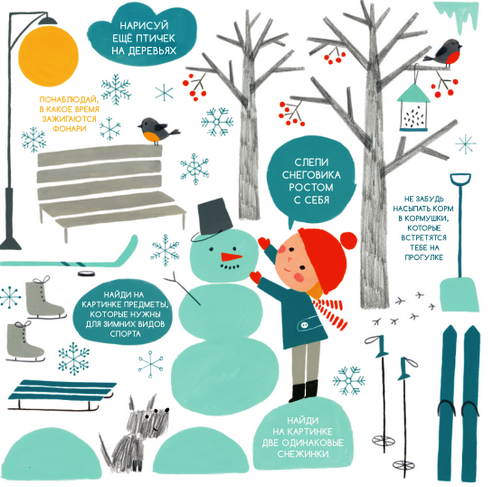 НАРИСУЙ
ЕЩЁ ПТИЧЕК
НА ДЕРЕВЬЯХ
ПОНАБЛЮДАЙ,
В КАКОЕ ВРЕМЯ
ЗАЖИГАЮТСЯ
ФОНАРИ
СЛЕПИ
СНЕГОВИКА
РОСТОМ
С СЕБЯ
НЕ ЗАБУДЬ
НАСЫПАТЬ КОРМ
В КОРМУШКИ,
КОТОРЫЕ
ВСТРЕТЯТСЯ
ТЕБЕ НА
ПРОГУЛКЕ
НАЙДИ НА
КАРТИНКЕ ПРЕДМЕТЫ,
КОТОРЫЕ НУЖНЫ
ДЛЯ ЗИМНИХ ВИДОВ
СПОРТА
НАЙДИ
НА КАРТИНКЕ
ДВЕ ОДИНАКОВЫЕ
СНЕЖИНКИ.